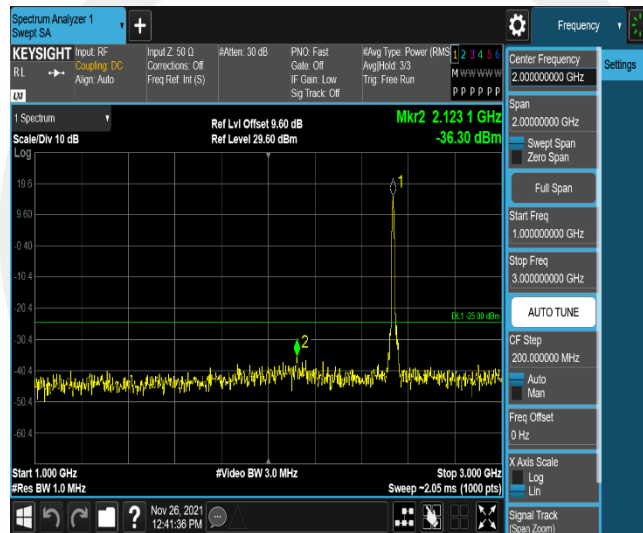 Spectrum Analyzer 1
Swept SA
Frequency
KEYSIGHT
RL
LXI
Input: RF
Coupling: DC
Align: Auto
Input Z: 50 Ω
Corrections: Off
Freq Ref: Int (S)
#Atten: 30 dB
PNO: Fast
Gate: Off
IF Gain: Low
Sig Track: Off
#Avg Type: Power (RMS
Avg|Hold: 3/3
Trig: Free Run
1 2 3 4 5 6
M W W W W W
P P P P P P
Settings
1 Spectrum
Scale/Div 10 dB
Log
Ref Lvl Offset 9.60 dB
Ref Level 29.60 dBm
Mkr2 2.123 1 GHz
-36.30 dBm
19.6
9.60
-0.40
-10.4
-20.4
-30.4
-40.4
-50.4
-60.4
1
DL1 -25.00 dBm
2
Start 1.000 GHz
#Res BW 1.0 MHz
#Video BW 3.0 MHz
Stop 3.000 GHz
Sweep ~2.05 ms (1000 pts)
Nov 26, 2021
12:41:36 PM
Center Frequency
2.000000000 GHz
Span
2.00000000 GHz
Swept Span
Zero Span
Full Span
Start Freq
1.000000000 GHz
Stop Freq
3.000000000 GHz
AUTO TUNE
CF Step
200.000000 MHz
Auto
Man
Freq Offset
0 Hz
X Axis Scale
Log
Lin
Signal Track
(Span Zoom)